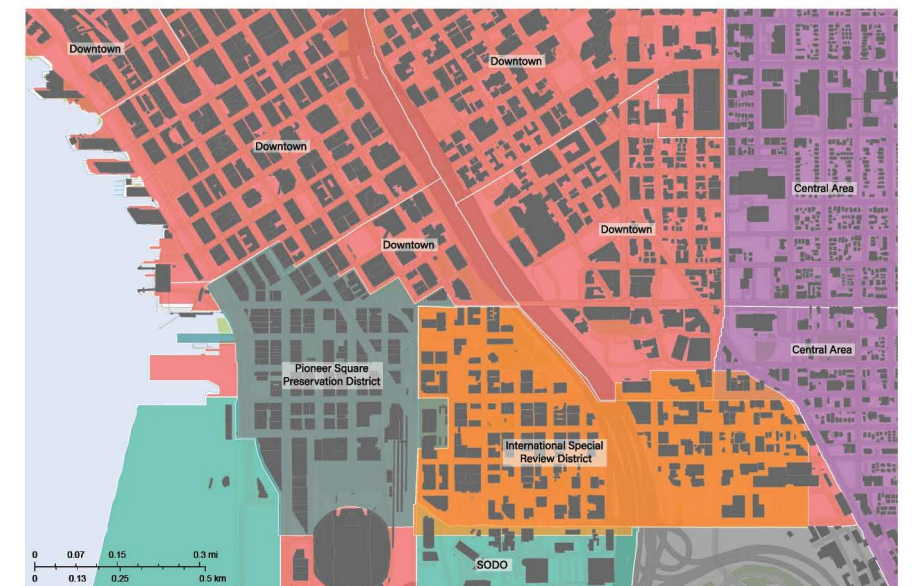 Downtown
Downtown
Downtown
Central Area
Downtown
Downtown
Central Area
Pioneer Square
Preservation District
International Special
Review District
SODO
0 0.07 0.15 0.3 mi
0 0.13 0.25 0.5 km